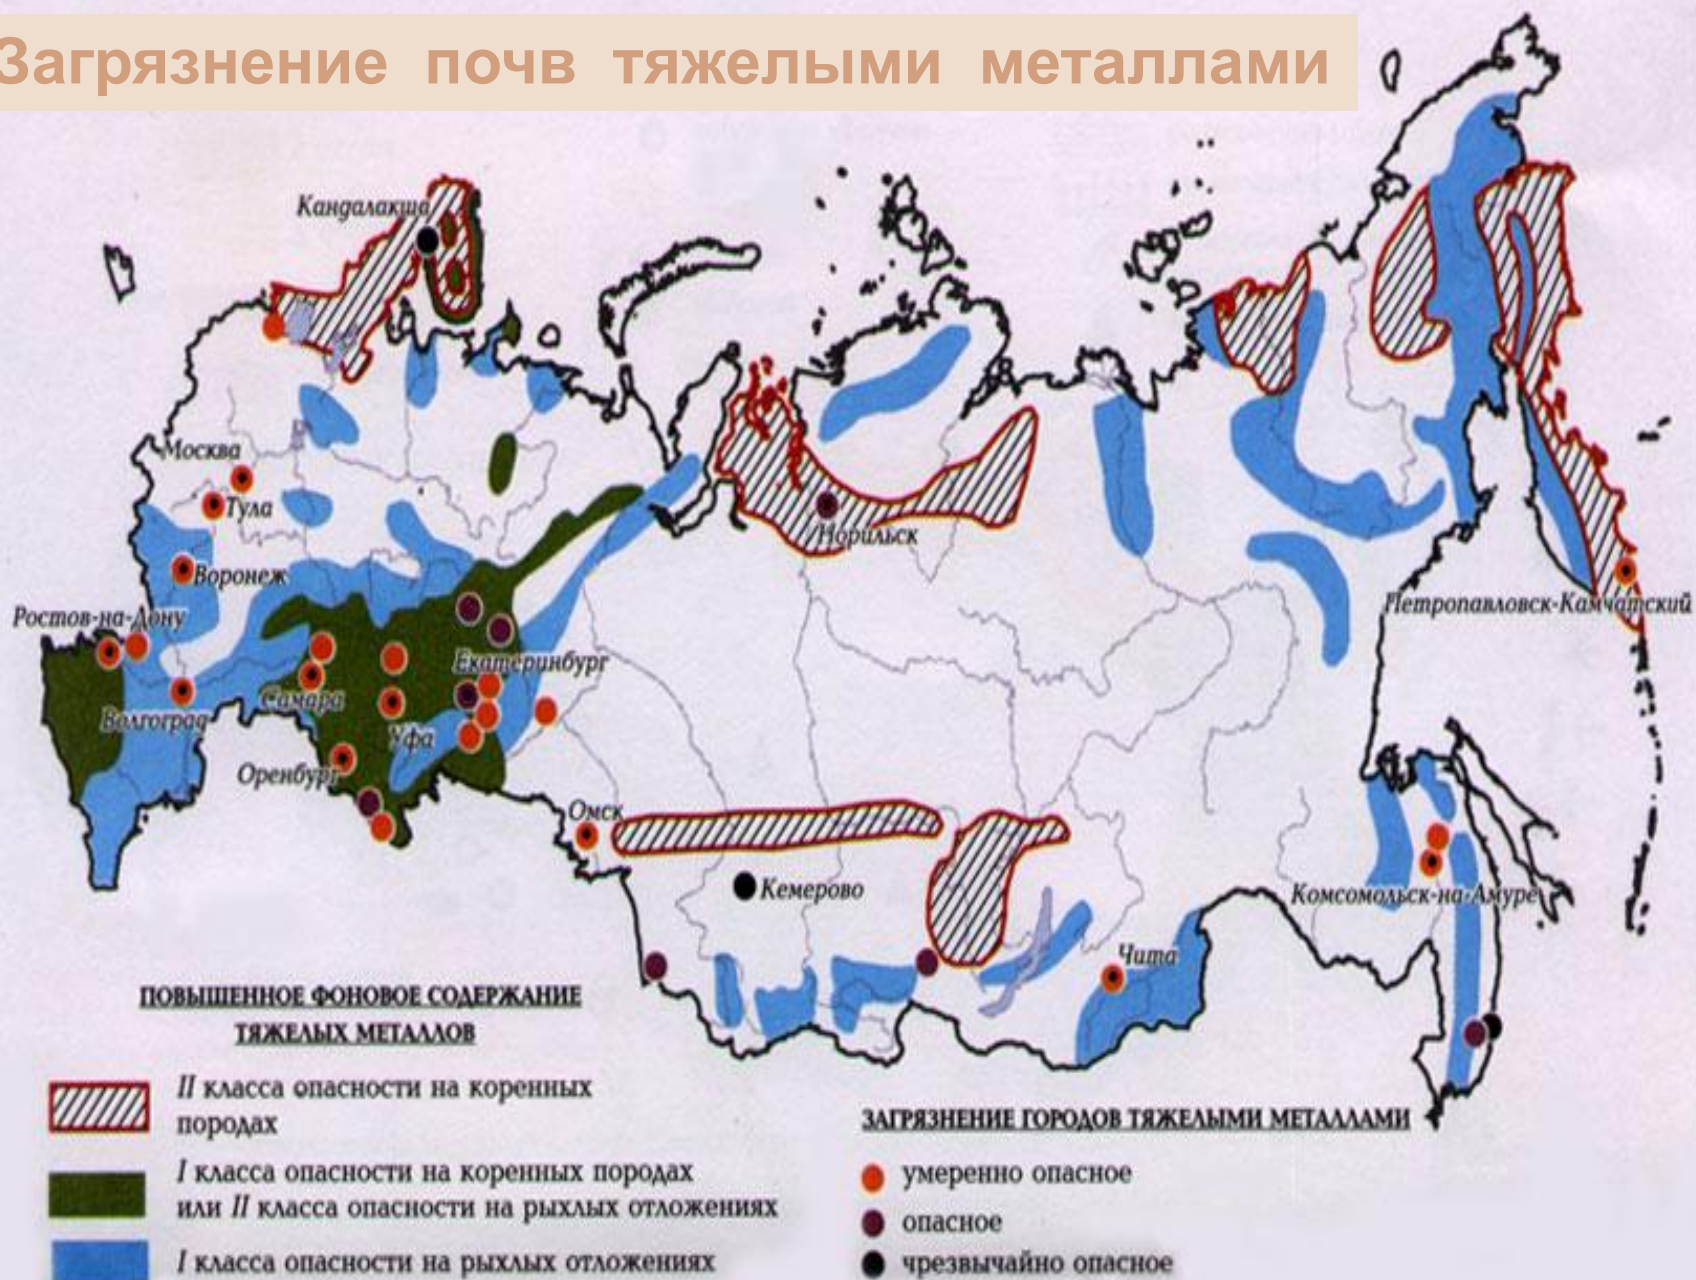 Загрязнение почв тяжелыми металлами
Кандалакша
Москва
Тула
Воронеж
Ростов-на-Дону
Волгоград
Самара
Екатеринбург
Уфа
Оренбург
Омск
Норильск
Кемерово
Чита
Петропавловск-Камчатский
Комсомольск-на-Амуре
ПОВЫШЕННОЕ ФОНОВОЕ СОДЕРЖАНИЕ
ТЯЖЕЛЫХ МЕТАЛЛОВ
II класса опасности на коренных
породах
I класса опасности на коренных породах
или II класса опасности на рыхлых отложениях
I класса опасности на рыхлых отложениях
ЗАГРЯЗНЕНИЕ ГОРОДОВ ТЯЖЕЛЫМИ МЕТАЛЛАМИ
умеренно опасное
опасное
чрезвычайно опасное